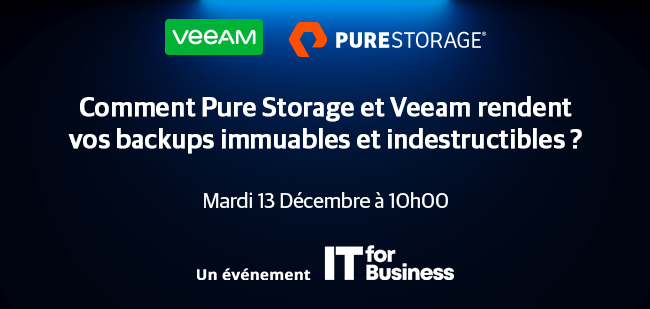 veeAM PURESTORAGE®
Comment Pure Storage et Veeam rendent
vos backups immuables et indestructibles ?
Mardi 13 Décembre à 10h00
Un événement IT for Business